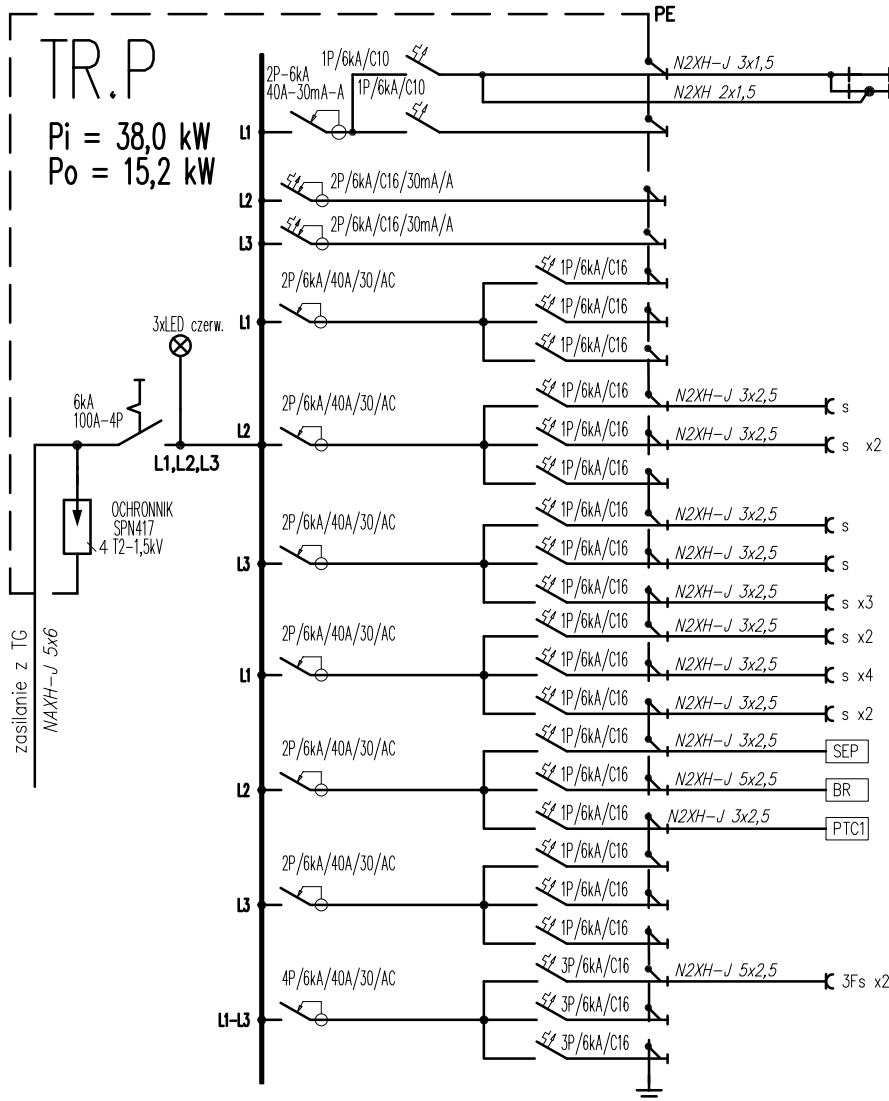 PE
TR.P
Pi = 38,0 kW
Po = 15,2 kW
2P-6kA
40A-30mA-A
1P/6kA/C10
1P/6kA/C10
N2XH-J 3x1,5
N2XH 2x1,5
L1
L2
2P/6kA/C16/30mA/A
L3
2P/6kA/C16/30mA/A
1P/6kA/C16
2P/6kA/40A/30/AC
L1
1P/6kA/C16
1P/6kA/C16
3xLED czerw.
6kA
100A-4P
L1,L2,L3
OCHRONNIK
SPN417
4 T2-1,5kV
zasilanie z TG
NAXH-J 5x6
2P/6kA/40A/30/AC
L2
1P/6kA/C16
N2XH-J 3x2,5
s
1P/6kA/C16
N2XH-J 3x2,5
s x2
1P/6kA/C16
2P/6kA/40A/30/AC
L3
1P/6kA/C16
N2XH-J 3x2,5
s
1P/6kA/C16
N2XH-J 3x2,5
s
1P/6kA/C16
N2XH-J 3x2,5
s x3
2P/6kA/40A/30/AC
L1
1P/6kA/C16
N2XH-J 3x2,5
s x2
1P/6kA/C16
N2XH-J 3x2,5
s x4
1P/6kA/C16
N2XH-J 3x2,5
s x2
2P/6kA/40A/30/AC
L2
1P/6kA/C16
N2XH-J 3x2,5
SEP
1P/6kA/C16
N2XH-J 5x2,5
BR
1P/6kA/C16
N2XH-J 3x2,5
PTC1
2P/6kA/40A/30/AC
L3
1P/6kA/C16
1P/6kA/C16
1P/6kA/C16
4P/6kA/40A/30/AC
L1-L3
3P/6kA/C16
N2XH-J 5x2,5
3Fs x2
3P/6kA/C16
3P/6kA/C16